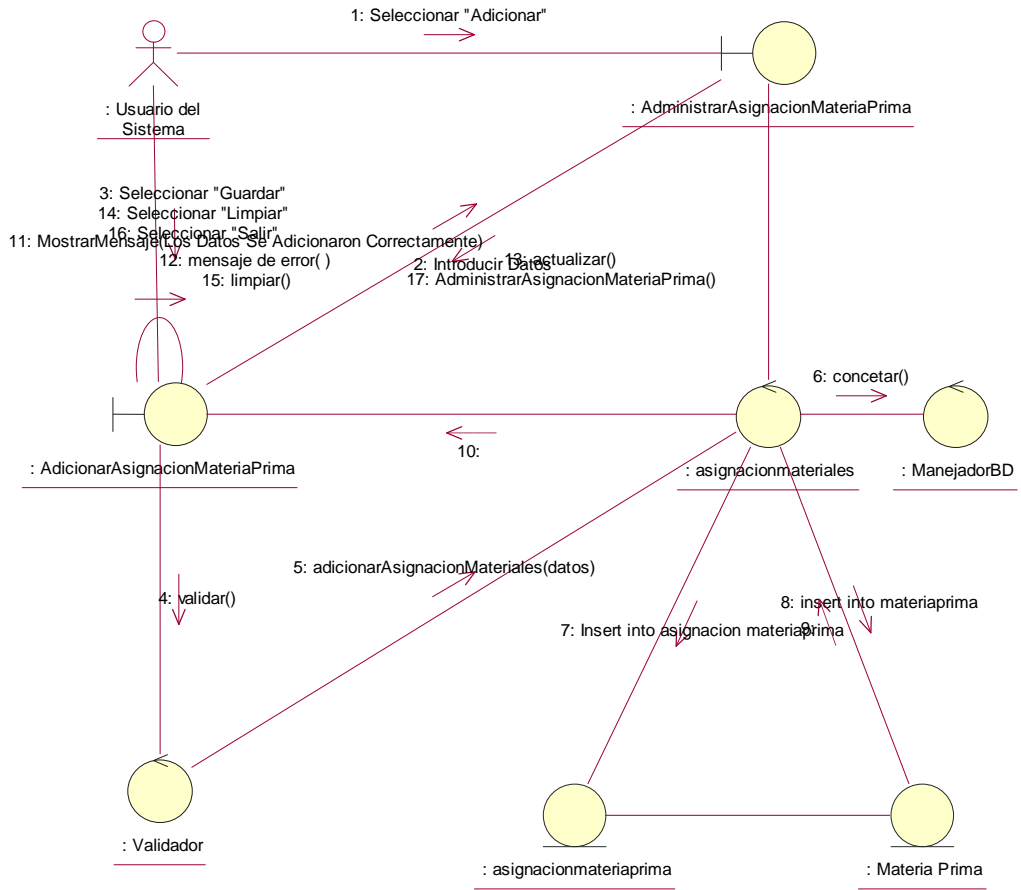 1: Seleccionar "Adicionar"
: Usuario del
Sistema
: AdministrarAsignacionMateriaPrima
3: Seleccionar "Guardar"
14: Seleccionar "Limpiar"
16: Seleccionar "Salir"
11: MostrarMensaje(Los Datos Se Adicionaron Correctamente)
12: mensaje de error( )
15: limpiar()
2: Introducir Datos
13: actualizar()
17: AdministrarAsignacionMateriaPrima()
6: concetar()
10:
: AdicionarAsignacionMateriaPrima
: asignacionmateriales
: ManejadorBD
5: adicionarAsignacionMateriales(datos)
4: validar()
8: insert into materiaprima
7: Insert into asignacion materiaprima
9:
: Validador
: asignacionmateriaprima
: Materia Prima